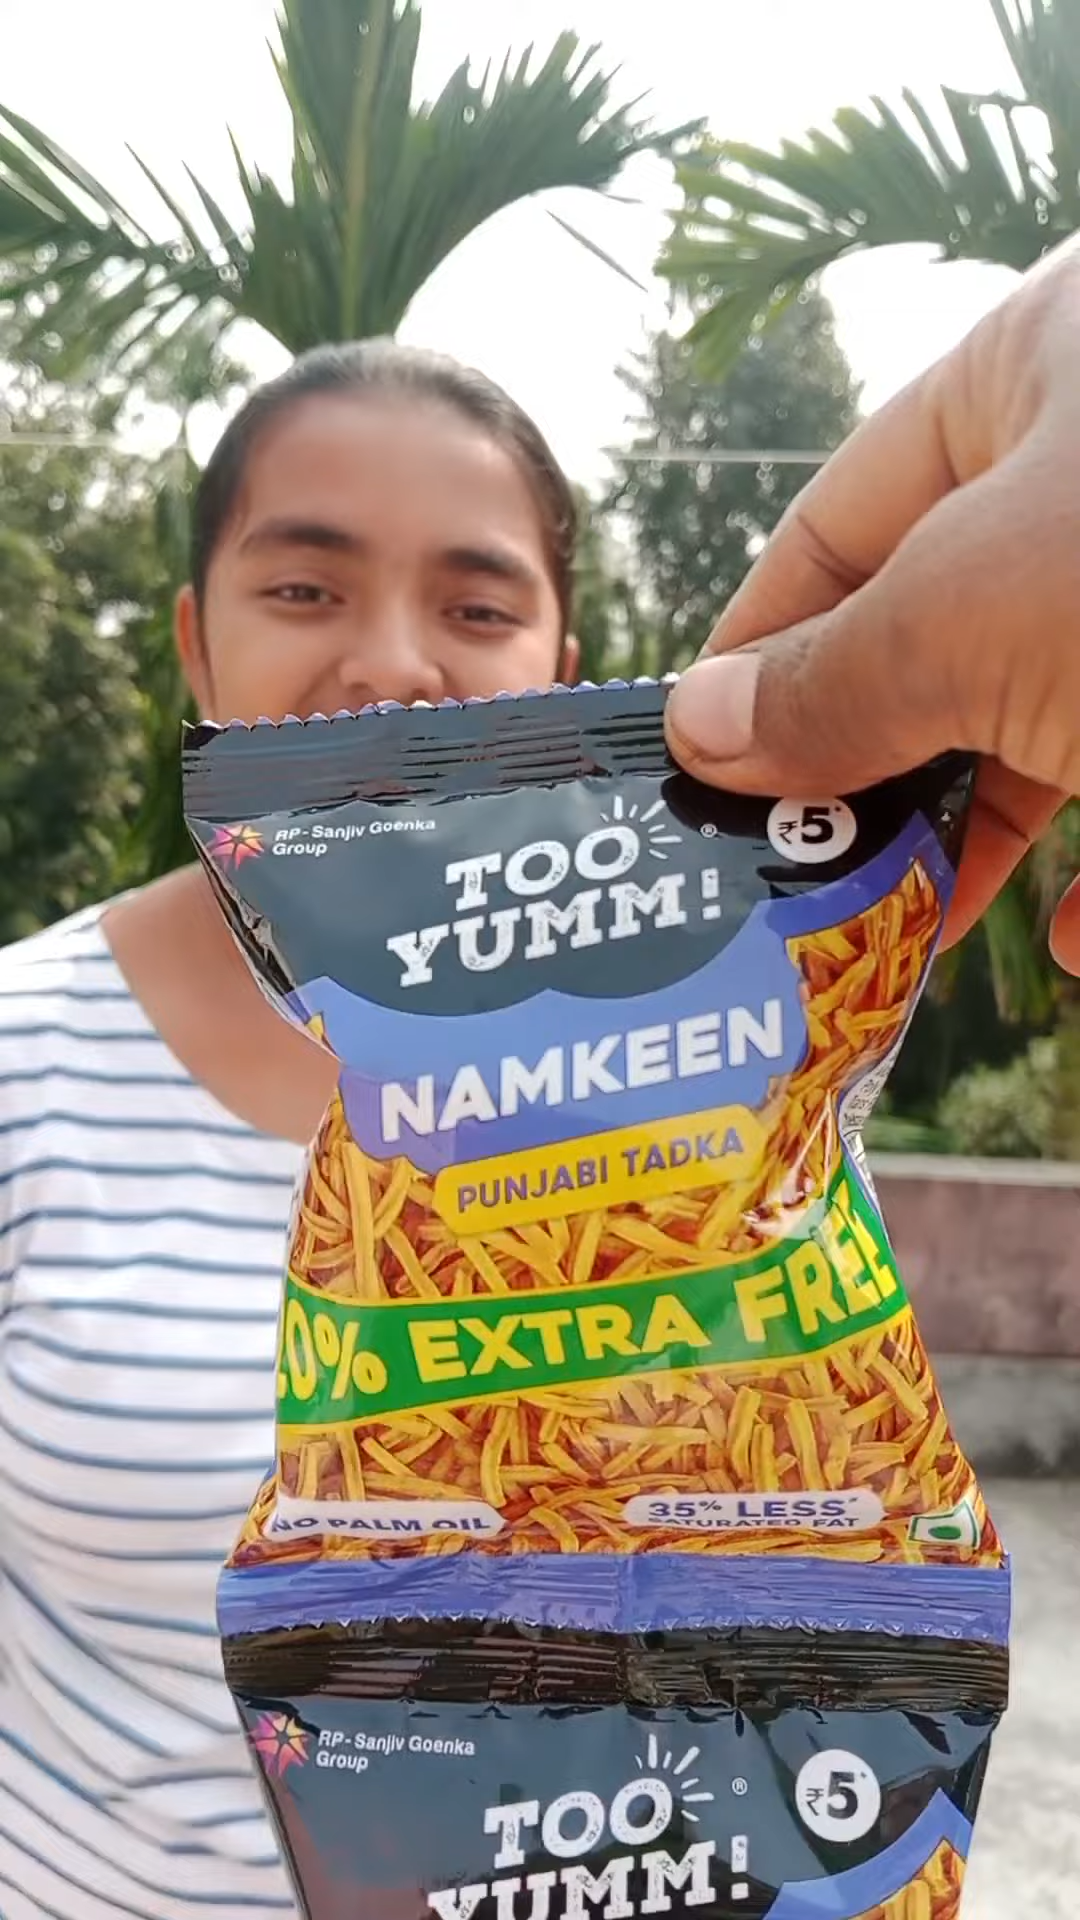 RP-Sanjiv Goenka
Group
TOO
YUMM!
®
₹5*
NAMKEEN
PUNJABI TADKA
0% EXTRA FREE
NO PALM OIL
35% LESS*
SATURATED FAT
RP-Sanjiv Goenka
Group
TOO
YUMM!
®
₹5*